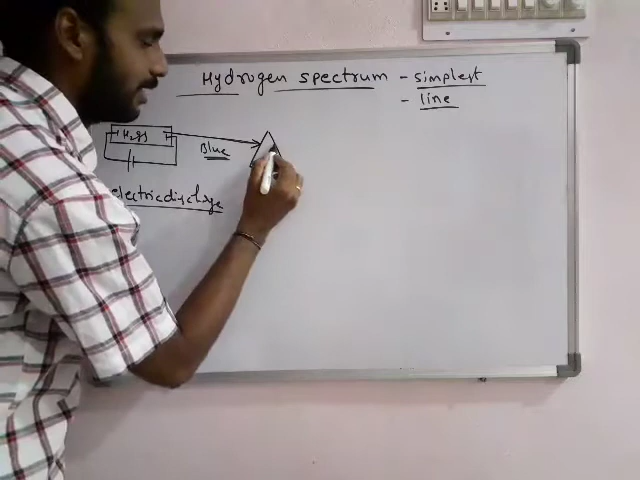 Hydrogen spectrum - simplest
- line
H2 gas
Blue
electric discharge